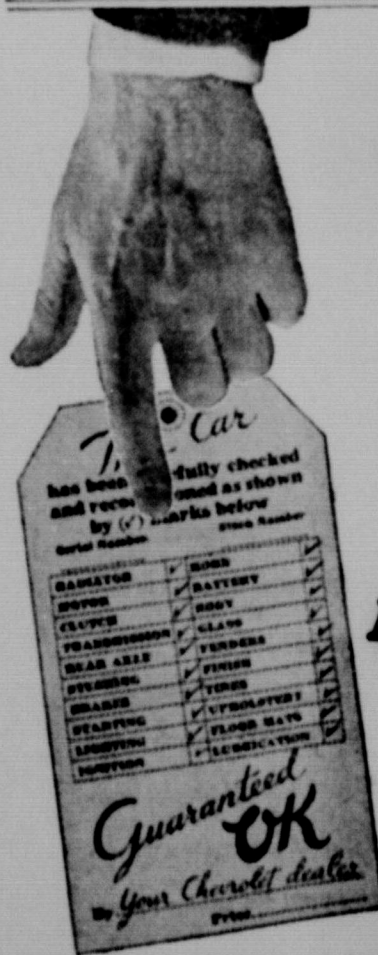 Car
has been fully checked
and as shown
by (✓) marks below
Serial Number Stock Number
RADIATOR HORN
MOTOR BATTERY
CLUTCH BODY
TRANSMISSION GLASS
REAR AXLE FENDERS
STEERING FINISH
BRAKES TIRES
STARTING UPHOLSTERY
LIGHTING FLOOR MATS
IGNITION LUBRICATION
Guaranteed
OK
By Your Chevrolet dealer
Price